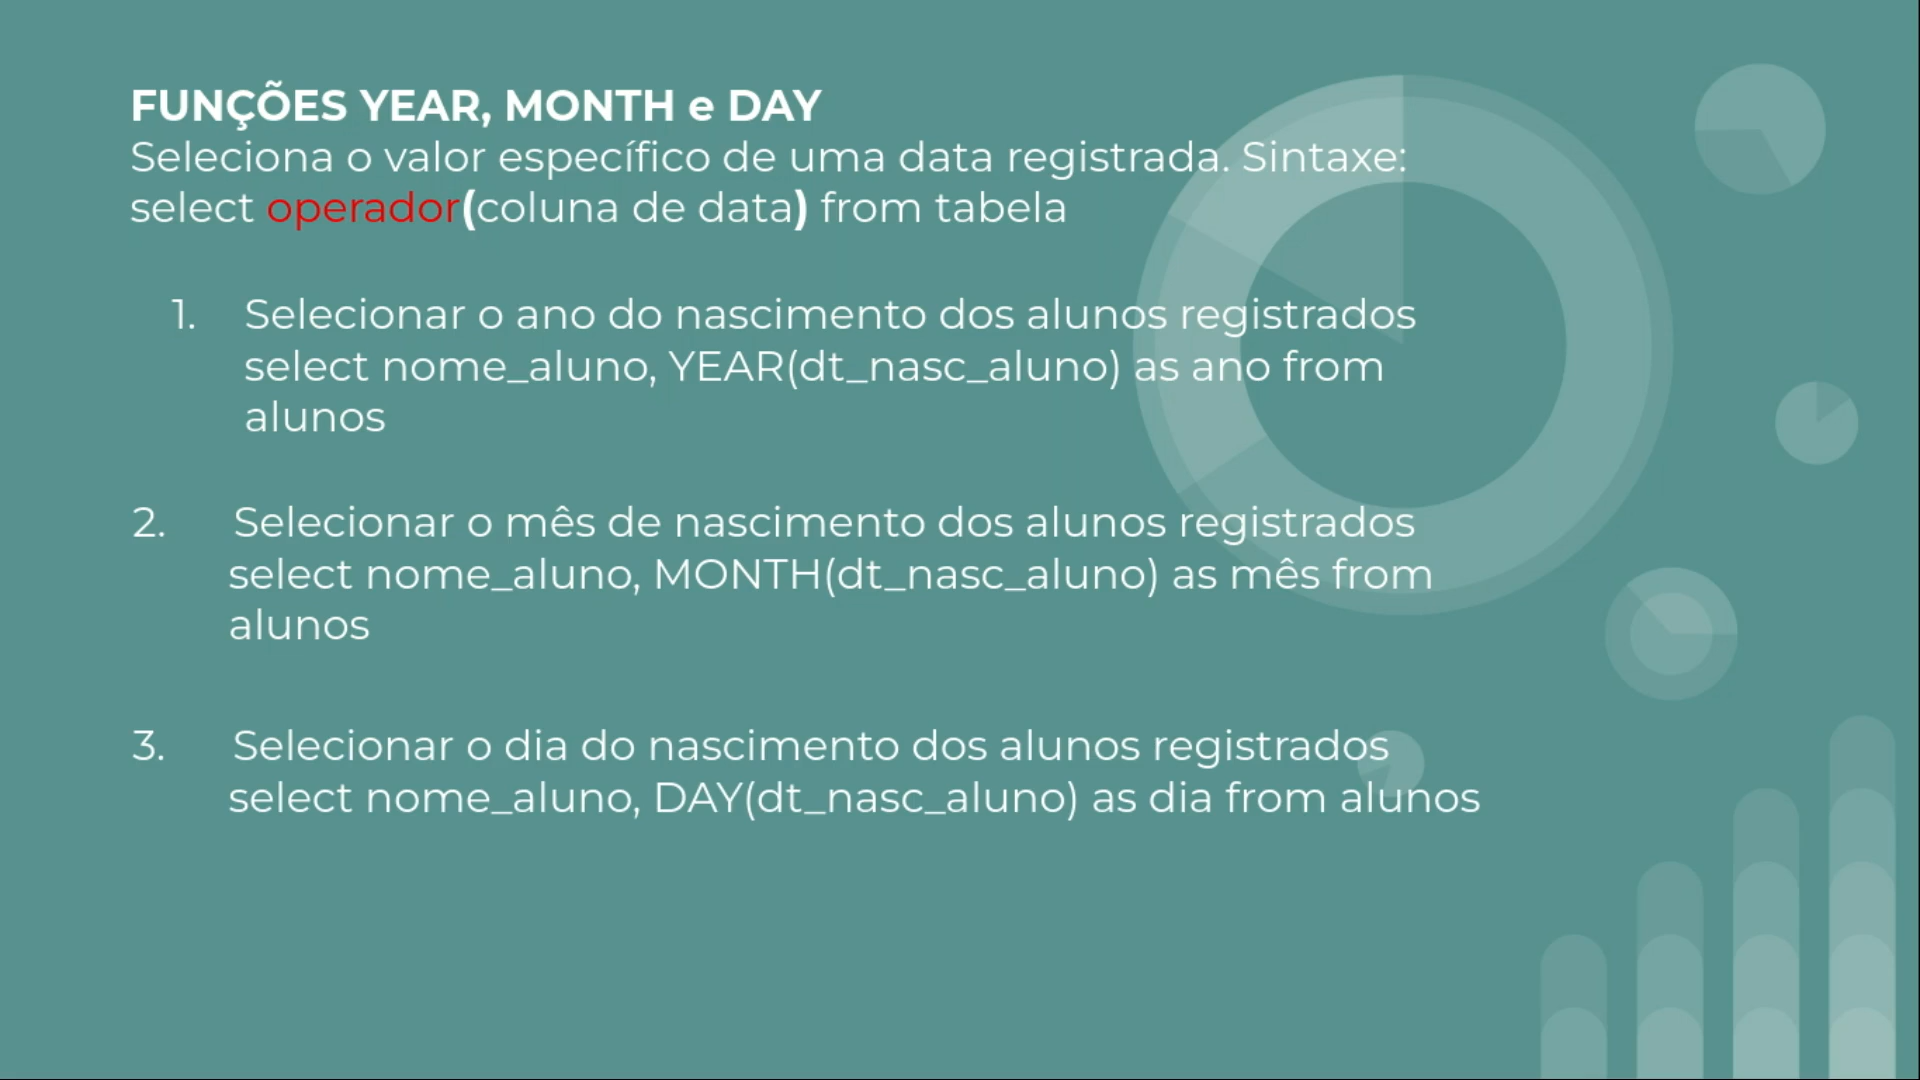 FUNÇÕES YEAR, MONTH e DAY
Seleciona o valor específico de uma data registrada. Sintaxe:
select operador(coluna de data) from tabela
1. Selecionar o ano do nascimento dos alunos registrados
select nome_aluno, YEAR(dt_nasc_aluno) as ano from
alunos
2. Selecionar o mês de nascimento dos alunos registrados
select nome_aluno, MONTH(dt_nasc_aluno) as mês from
alunos
3. Selecionar o dia do nascimento dos alunos registrados
select nome_aluno, DAY(dt_nasc_aluno) as dia from alunos